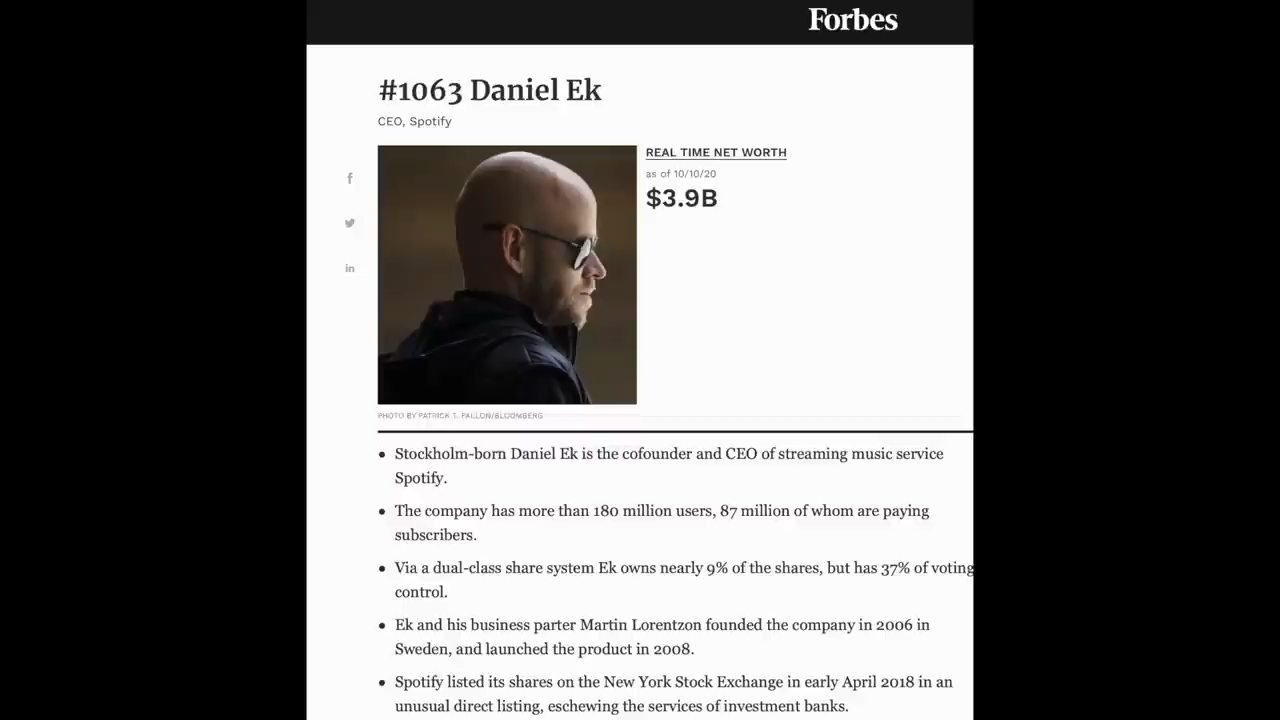 Forbes
#1063 Daniel Ek
CEO, Spotify
REAL TIME NET WORTH
as of 10/10/20
$3.9B
PHOTO BY PATRICK T. FALLON/BLOOMBERG
• Stockholm-born Daniel Ek is the cofounder and CEO of streaming music service
Spotify.
• The company has more than 180 million users, 87 million of whom are paying
subscribers.
• Via a dual-class share system Ek owns nearly 9% of the shares, but has 37% of voting
control.
• Ek and his business parter Martin Lorentzon founded the company in 2006 in
Sweden, and launched the product in 2008.
• Spotify listed its shares on the New York Stock Exchange in early April 2018 in an
unusual direct listing, eschewing the services of investment banks.